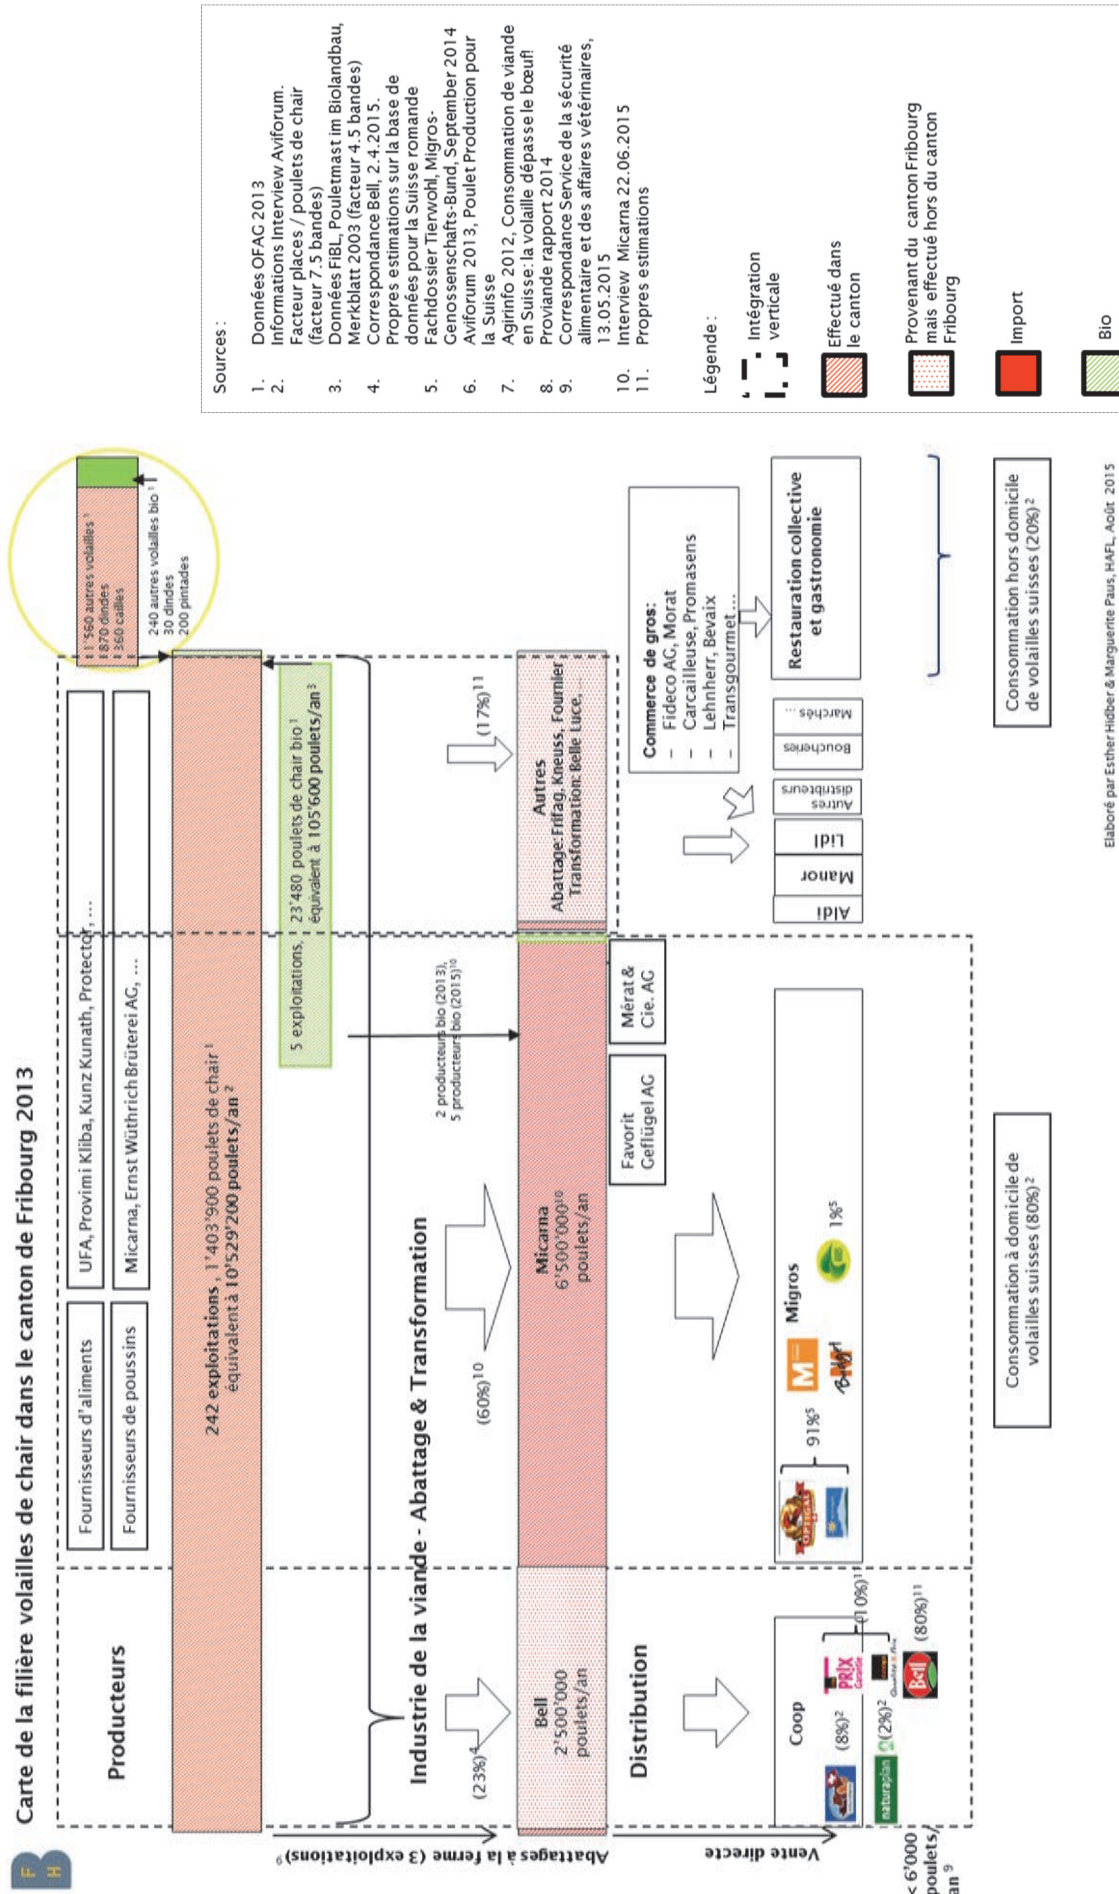 F
H
Carte de la filière volailles de chair dans le canton de Fribourg 2013
Producteurs
Fournisseurs d'aliments
UFA, Provimi Kliba, Kunz Kunath, Protector, ...
Fournisseurs de poussins
Micarna, Ernst Wüthrich Brüterei AG, ...
11'560 autres volailles 1
870 dindes
360 cailles
240 autres volailles bio 1
30 dindes
200 pintades
242 exploitations, 1'403'900 poulets de chair 1
équivalent à 10'529'200 poulets/an 2
5 exploitations, 23'480 poulets de chair bio 1
équivalent à 105'600 poulets/an 3
Abattages à la ferme (3 exploitations) 9
Industrie de la viande - Abattage & Transformation
(23%) 4
(60%) 10
2 producteurs bio (2013),
5 producteurs bio (2015) 10
(17%) 11
Bell
2'500'000
poulets/an
Micarna
6'500'000 10
poulets/an
Autres
Abattage: Frifag, Kneuss, Fournier
Transformation: Belle Luce, ...
Distribution
Favorit
Geflügel AG
Mérat &
Cie. AG
Commerce de gros:
– Fideco AG, Morat
– Carcailleuse, Promasens
– Lehnherr, Bevaix
– Transgourmet ...
Vente directe
< 6'000
poulets/
an 9
Coop
(8%) 2
naturaplan
(2%) 2
PRIX
Garantie
(10%) 11
Bell
(80%) 11
OPTIGAL
91% 5
Migros
M
1% 5
Aldi
Manor
Lidl
Autres
distributeurs
Boucheries
Marchés ...
Restauration collective
et gastronomie
Consommation à domicile de
volailles suisses (80%) 2
Consommation hors domicile
de volailles suisses (20%) 2
Elaboré par Esther Hidber & Marguerite Paus, HAFL, Août 2015
Sources :
1. Données OFAG 2013
2. Informations Interview Aviforum.
Facteur places / poulets de chair
(facteur 7.5 bandes)
3. Données FiBL, Pouletmast im Biolandbau,
Merkblatt 2003 (facteur 4.5 bandes)
4. Correspondance Bell, 2.4.2015.
Propres estimations sur la base de
données pour la Suisse romande
5. Fachdossier Tierwohl, Migros-
Genossenschafts-Bund, September 2014
6. Aviforum 2013, Poulet Production pour
la Suisse
7. Agririnfo 2012, Consommation de viande
en Suisse: la volaille dépasse le bœuf!
8. Proviande rapport 2014
9. Correspondance Service de la sécurité
alimentaire et des affaires vétérinaires,
13.05.2015
10. Interview Micarna 22.06.2015
11. Propres estimations
Légende :
Intégration
verticale
Effectué dans
le canton
Provenant du canton Fribourg
mais effectué hors du canton
Fribourg
Import
Bio